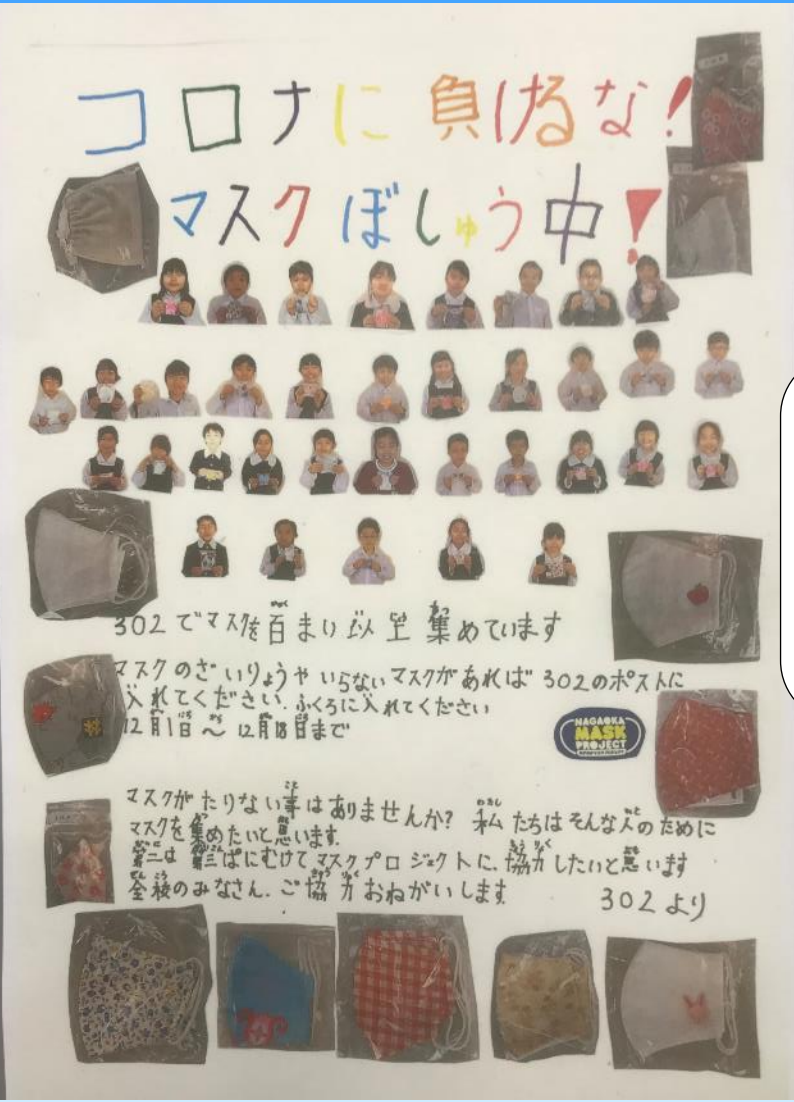 コロナに負けるな!
マスクぼしゅう中!
302でマスクを百まい以上集めています
マスクのざいりょうやいらないマスクがあれば302のポストに
入れてください.ふくろに入れてください
12月1日~12月18日まで
NAGAOKA
MASK
PROJECT
マスクがたりない事はありませんか?私たちはそんな人のために
マスクを集めたいと思います.
第二は第三ぱにむけてマスクプロジェクトに、協力したいと思います
全校のみなさん.ご協力おねがいします.
302より